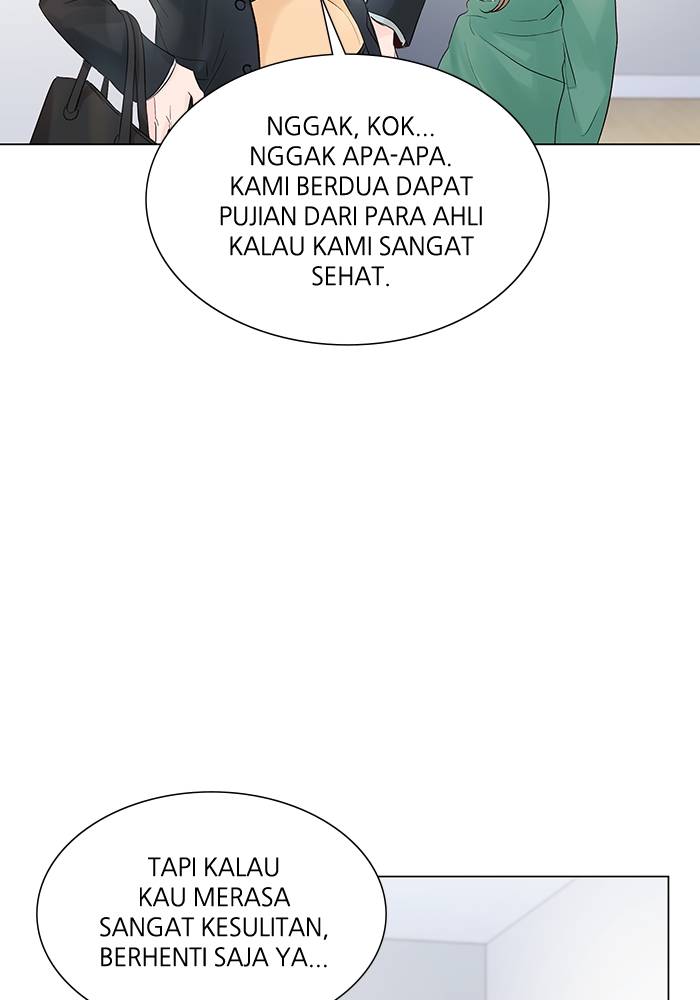 NGGAK, KOK...
NGGAK APA-APA.
KAMI BERDUA DAPAT
PUJIAN DARI PARA AHLI
KALAU KAMI SANGAT
SEHAT.
TAPI KALAU
KAU MERASA
SANGAT KESULITAN,
BERHENTI SAJA YA...